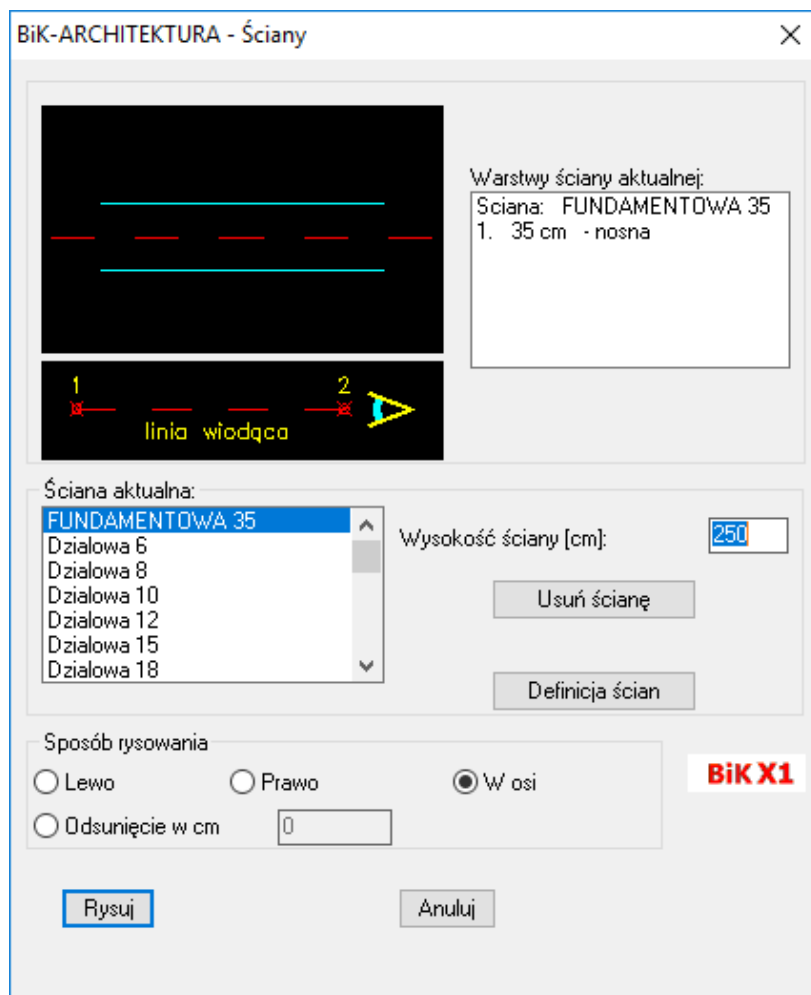 BiK-ARCHITEKTURA - Ściany
Warstwy ściany aktualnej:
Sciana: FUNDAMENTOWA 35
1. 35 cm - nosna
1 2
linia wiodąca
Ściana aktualna:
FUNDAMENTOWA 35
Dzialowa 6
Dzialowa 8
Dzialowa 10
Dzialowa 12
Dzialowa 15
Dzialowa 18
Wysokość ściany [cm]: 250
Usuń ścianę
Definicja ścian
Sposób rysowania
Lewo Prawo W osi
Odsunięcie w cm 0
BiK X1
Rysuj Anuluj